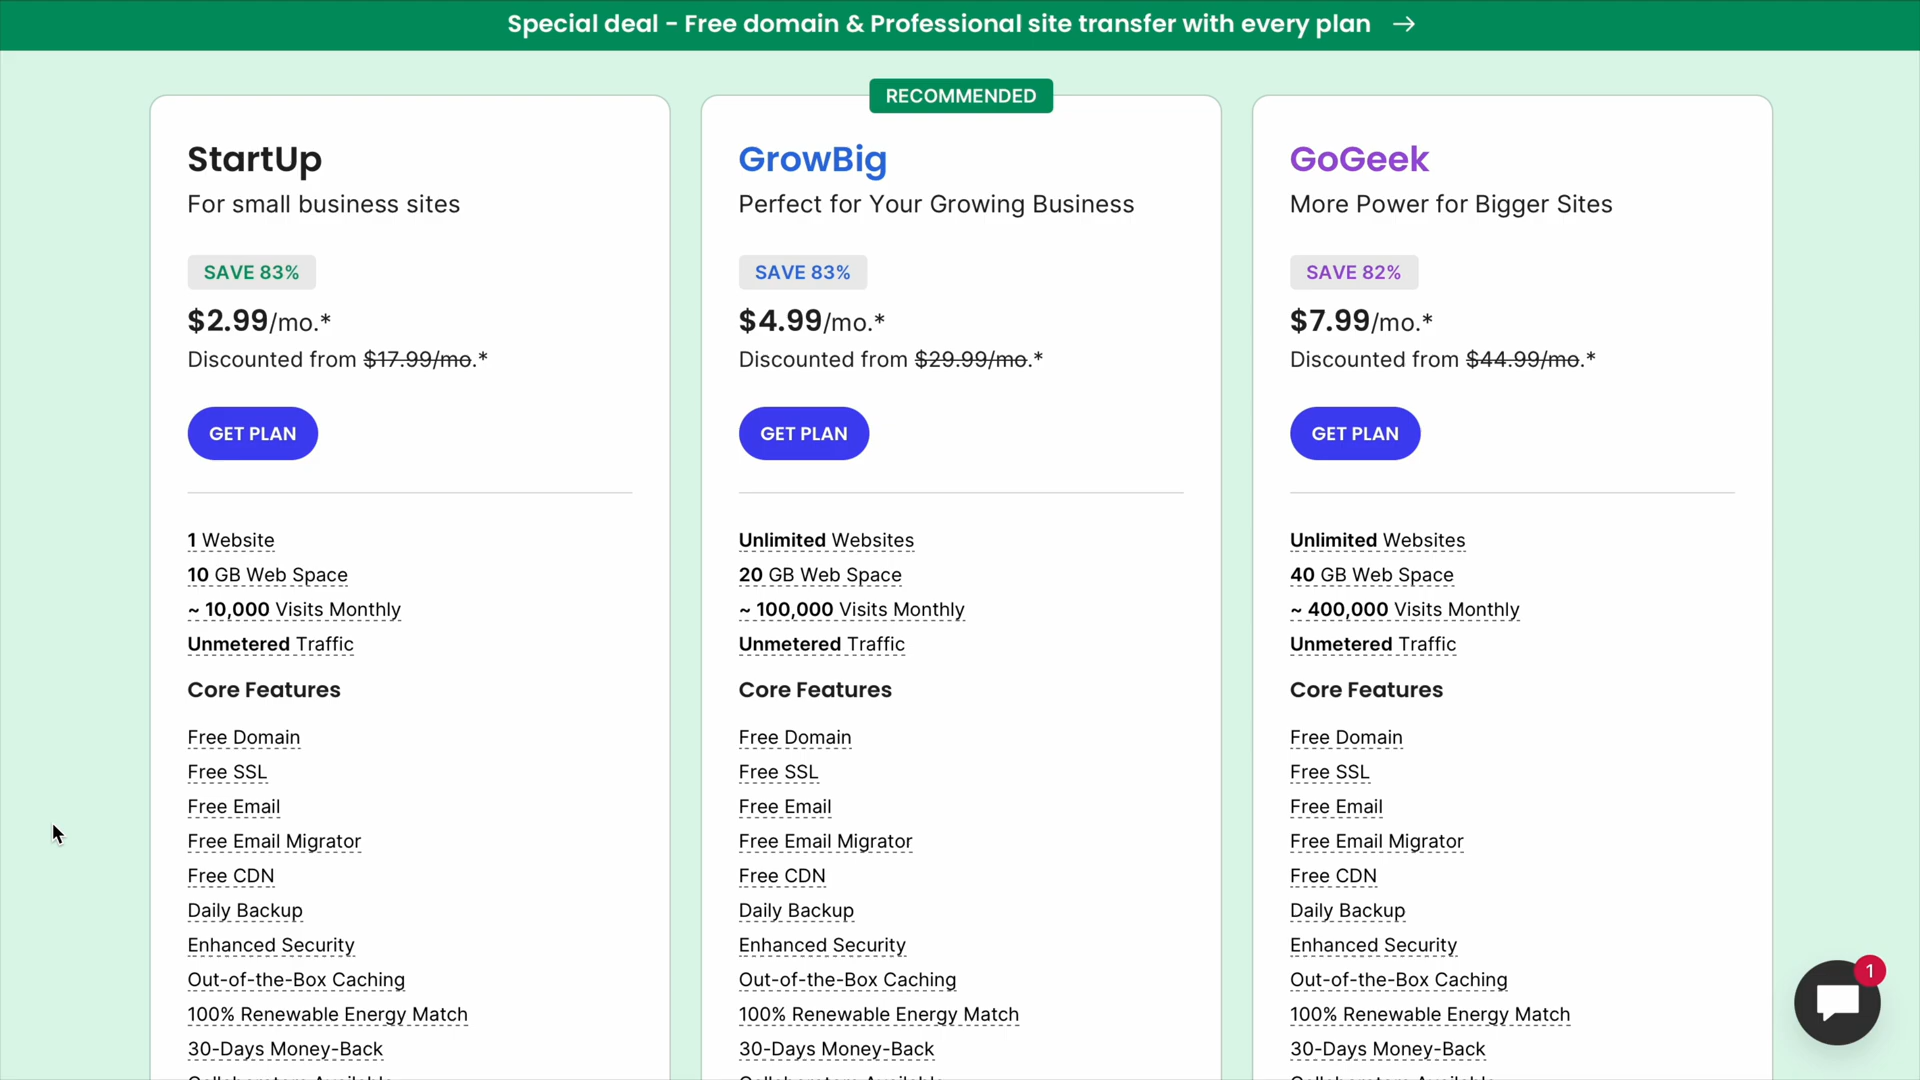 Special deal - Free domain & Professional site transfer with every plan →
RECOMMENDED
StartUp
For small business sites
SAVE 83%
$2.99/mo.*
Discounted from $17.99/mo.*
GET PLAN
1 Website
10 GB Web Space
~ 10,000 Visits Monthly
Unmetered Traffic
Core Features
Free Domain
Free SSL
Free Email
Free Email Migrator
Free CDN
Daily Backup
Enhanced Security
Out-of-the-Box Caching
100% Renewable Energy Match
30-Days Money-Back
GrowBig
Perfect for Your Growing Business
SAVE 83%
$4.99/mo.*
Discounted from $29.99/mo.*
GET PLAN
Unlimited Websites
20 GB Web Space
~ 100,000 Visits Monthly
Unmetered Traffic
Core Features
Free Domain
Free SSL
Free Email
Free Email Migrator
Free CDN
Daily Backup
Enhanced Security
Out-of-the-Box Caching
100% Renewable Energy Match
30-Days Money-Back
GoGeek
More Power for Bigger Sites
SAVE 82%
$7.99/mo.*
Discounted from $44.99/mo.*
GET PLAN
Unlimited Websites
40 GB Web Space
~ 400,000 Visits Monthly
Unmetered Traffic
Core Features
Free Domain
Free SSL
Free Email
Free Email Migrator
Free CDN
Daily Backup
Enhanced Security
Out-of-the-Box Caching
100% Renewable Energy Match
30-Days Money-Back
1